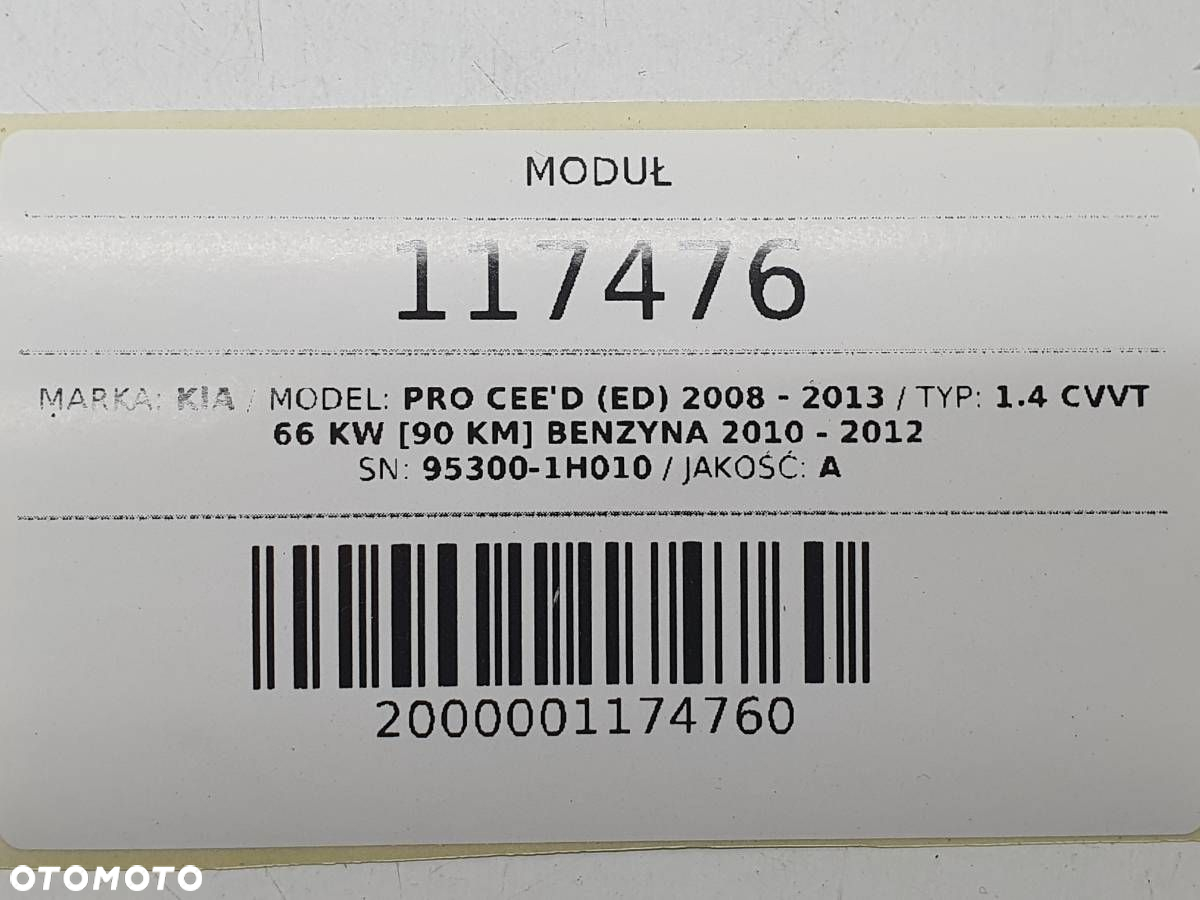 MODUŁ
117476
MARKA: KIA / MODEL: PRO CEE'D (ED) 2008 - 2013 / TYP: 1.4 CVVT
66 KW [90 KM] BENZYNA 2010 - 2012
SN: 95300-1H010 / JAKOŚĆ: A
2000001174760
OTOMOTO